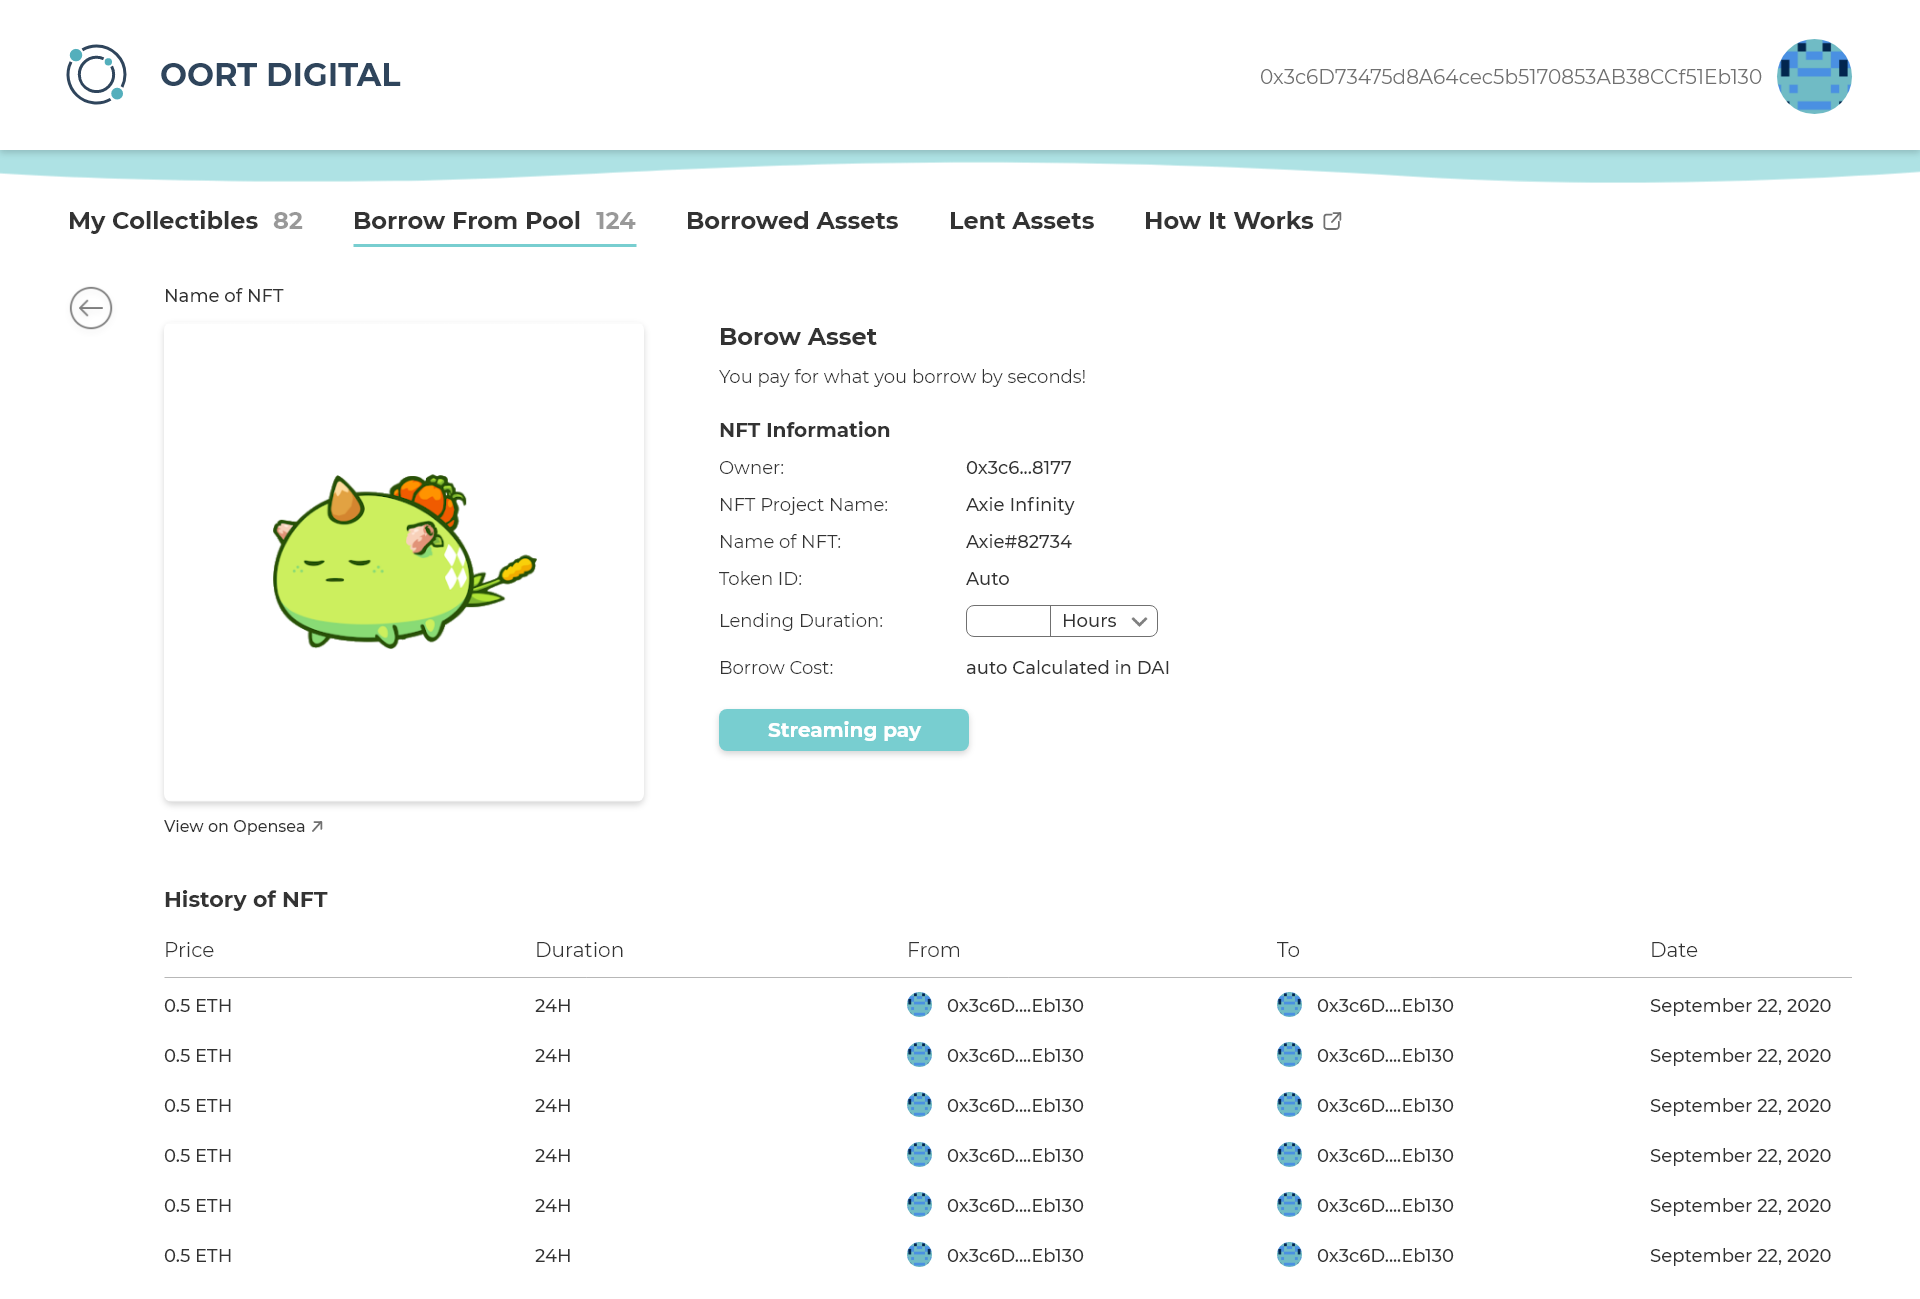 OORT DIGITAL
0x3c6D73475d8A64cec5b5170853AB38CCf51Eb130
My Collectibles 82 Borrow From Pool 124 Borrowed Assets Lent Assets How It Works
Name of NFT
Borow Asset
You pay for what you borrow by seconds!
NFT Information
Owner: 0x3c6...8177
NFT Project Name: Axie Infinity
Name of NFT: Axie#82734
Token ID: Auto
Lending Duration: Hours
Borrow Cost: auto Calculated in DAI
Streaming pay
View on Opensea
History of NFT
Price Duration From To Date
0.5 ETH 24H 0x3c6D....Eb130 0x3c6D....Eb130 September 22, 2020
0.5 ETH 24H 0x3c6D....Eb130 0x3c6D....Eb130 September 22, 2020
0.5 ETH 24H 0x3c6D....Eb130 0x3c6D....Eb130 September 22, 2020
0.5 ETH 24H 0x3c6D....Eb130 0x3c6D....Eb130 September 22, 2020
0.5 ETH 24H 0x3c6D....Eb130 0x3c6D....Eb130 September 22, 2020
0.5 ETH 24H 0x3c6D....Eb130 0x3c6D....Eb130 September 22, 2020